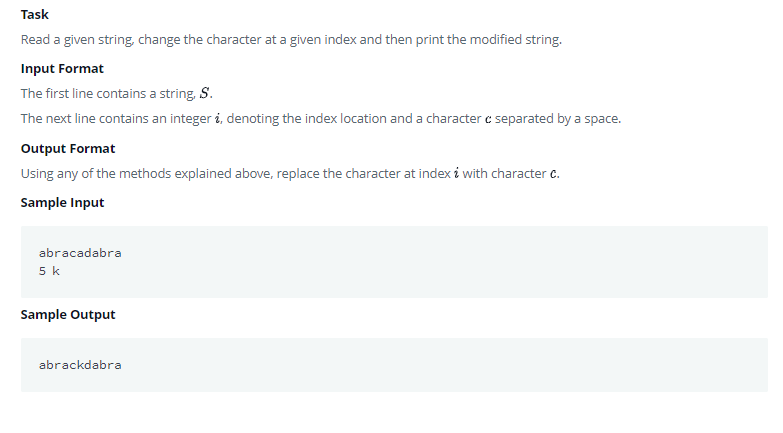 Task
Read a given string, change the character at a given index and then print the modified string.
Input Format
The first line contains a string, S.
The next line contains an integer i, denoting the index location and a character c separated by a space.
Output Format
Using any of the methods explained above, replace the character at index i with character c.
Sample Input
abracadabra
5 k
Sample Output
abrackdabra